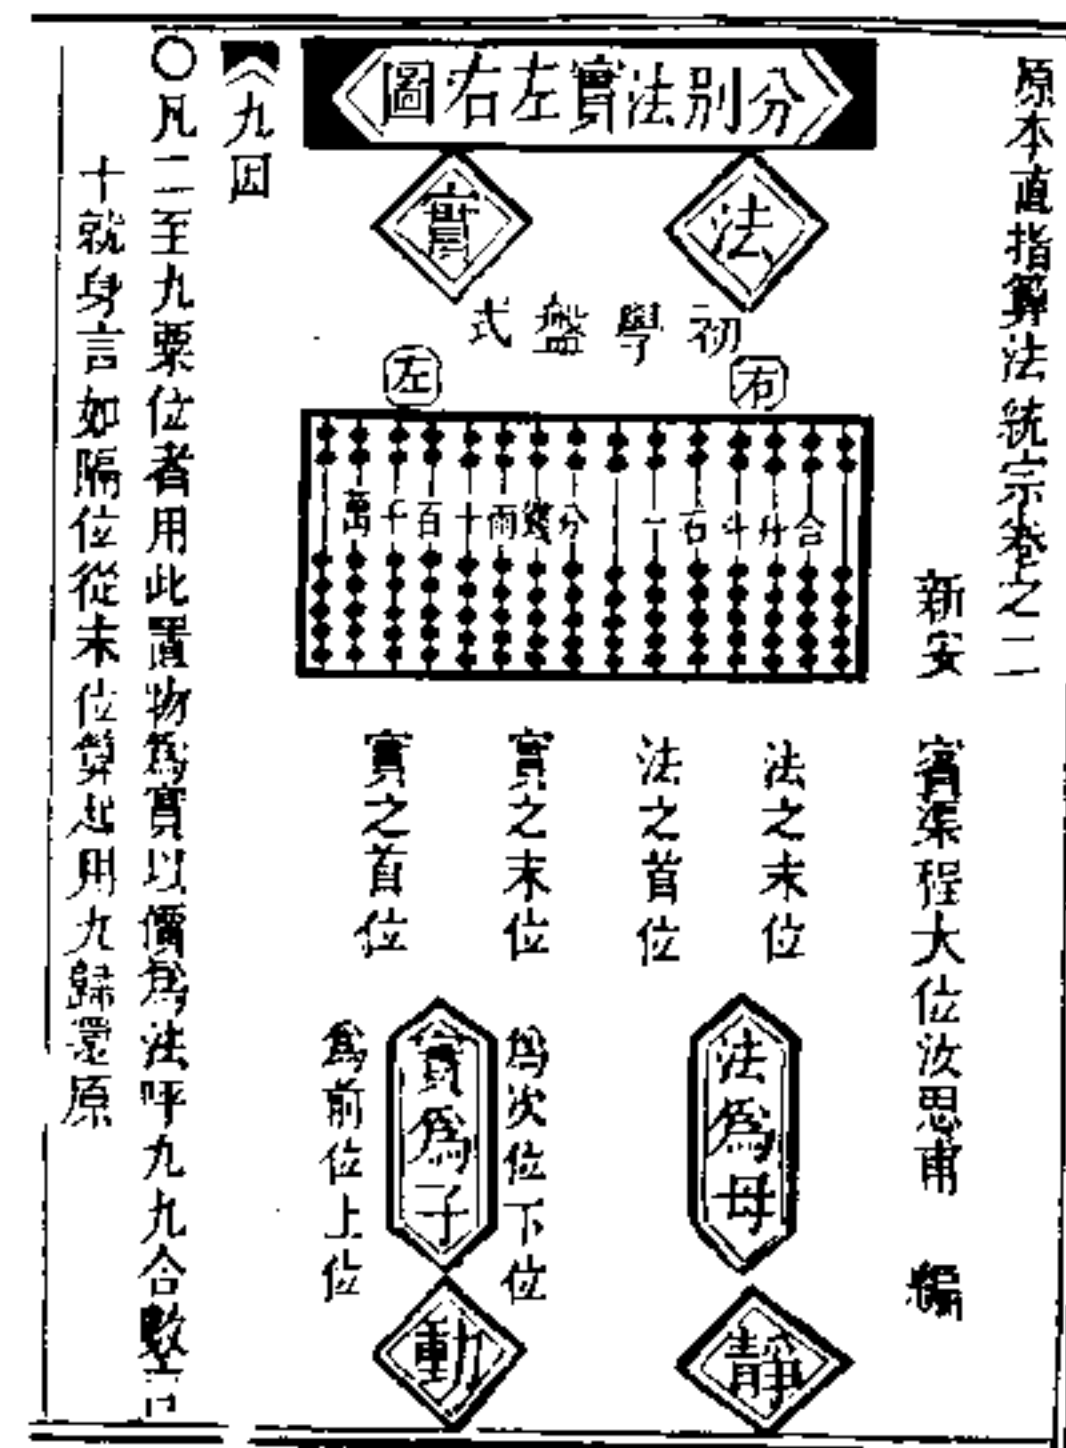 原本直指算法統宗卷之二
新安 賓渠程大位汝思甫 編
分別法實左右圖
法
實
初學盤式
右
左
萬千百十兩錢分 一石斗升合
法之末位
法之首位
實之末位
實之首位
法為母
靜
為次位下位
實為子
為前位上位
動
九因
〇凡二至九粟位者用此置物為實以價為法呼九九合數言
十就身言如隔位從末位算起用九歸還原